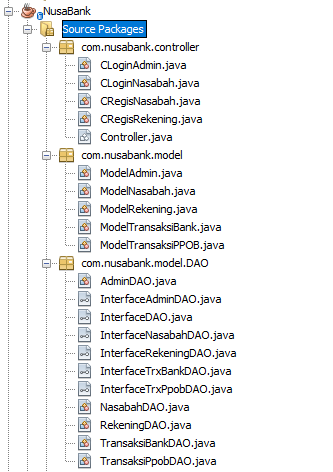 NusaBank
Source Packages
com.nusabank.controller
CLoginAdmin.java
CLoginNasabah.java
CRegisNasabah.java
CRegisRekening.java
Controller.java
com.nusabank.model
ModelAdmin.java
ModelNasabah.java
ModelRekening.java
ModelTransaksiBank.java
ModelTransaksiPPOB.java
com.nusabank.model.DAO
AdminDAO.java
InterfaceAdminDAO.java
InterfaceDAO.java
InterfaceNasabahDAO.java
InterfaceRekeningDAO.java
InterfaceTrxBankDAO.java
InterfaceTrxPpobDAO.java
NasabahDAO.java
RekeningDAO.java
TransaksiBankDAO.java
TransaksiPpobDAO.java